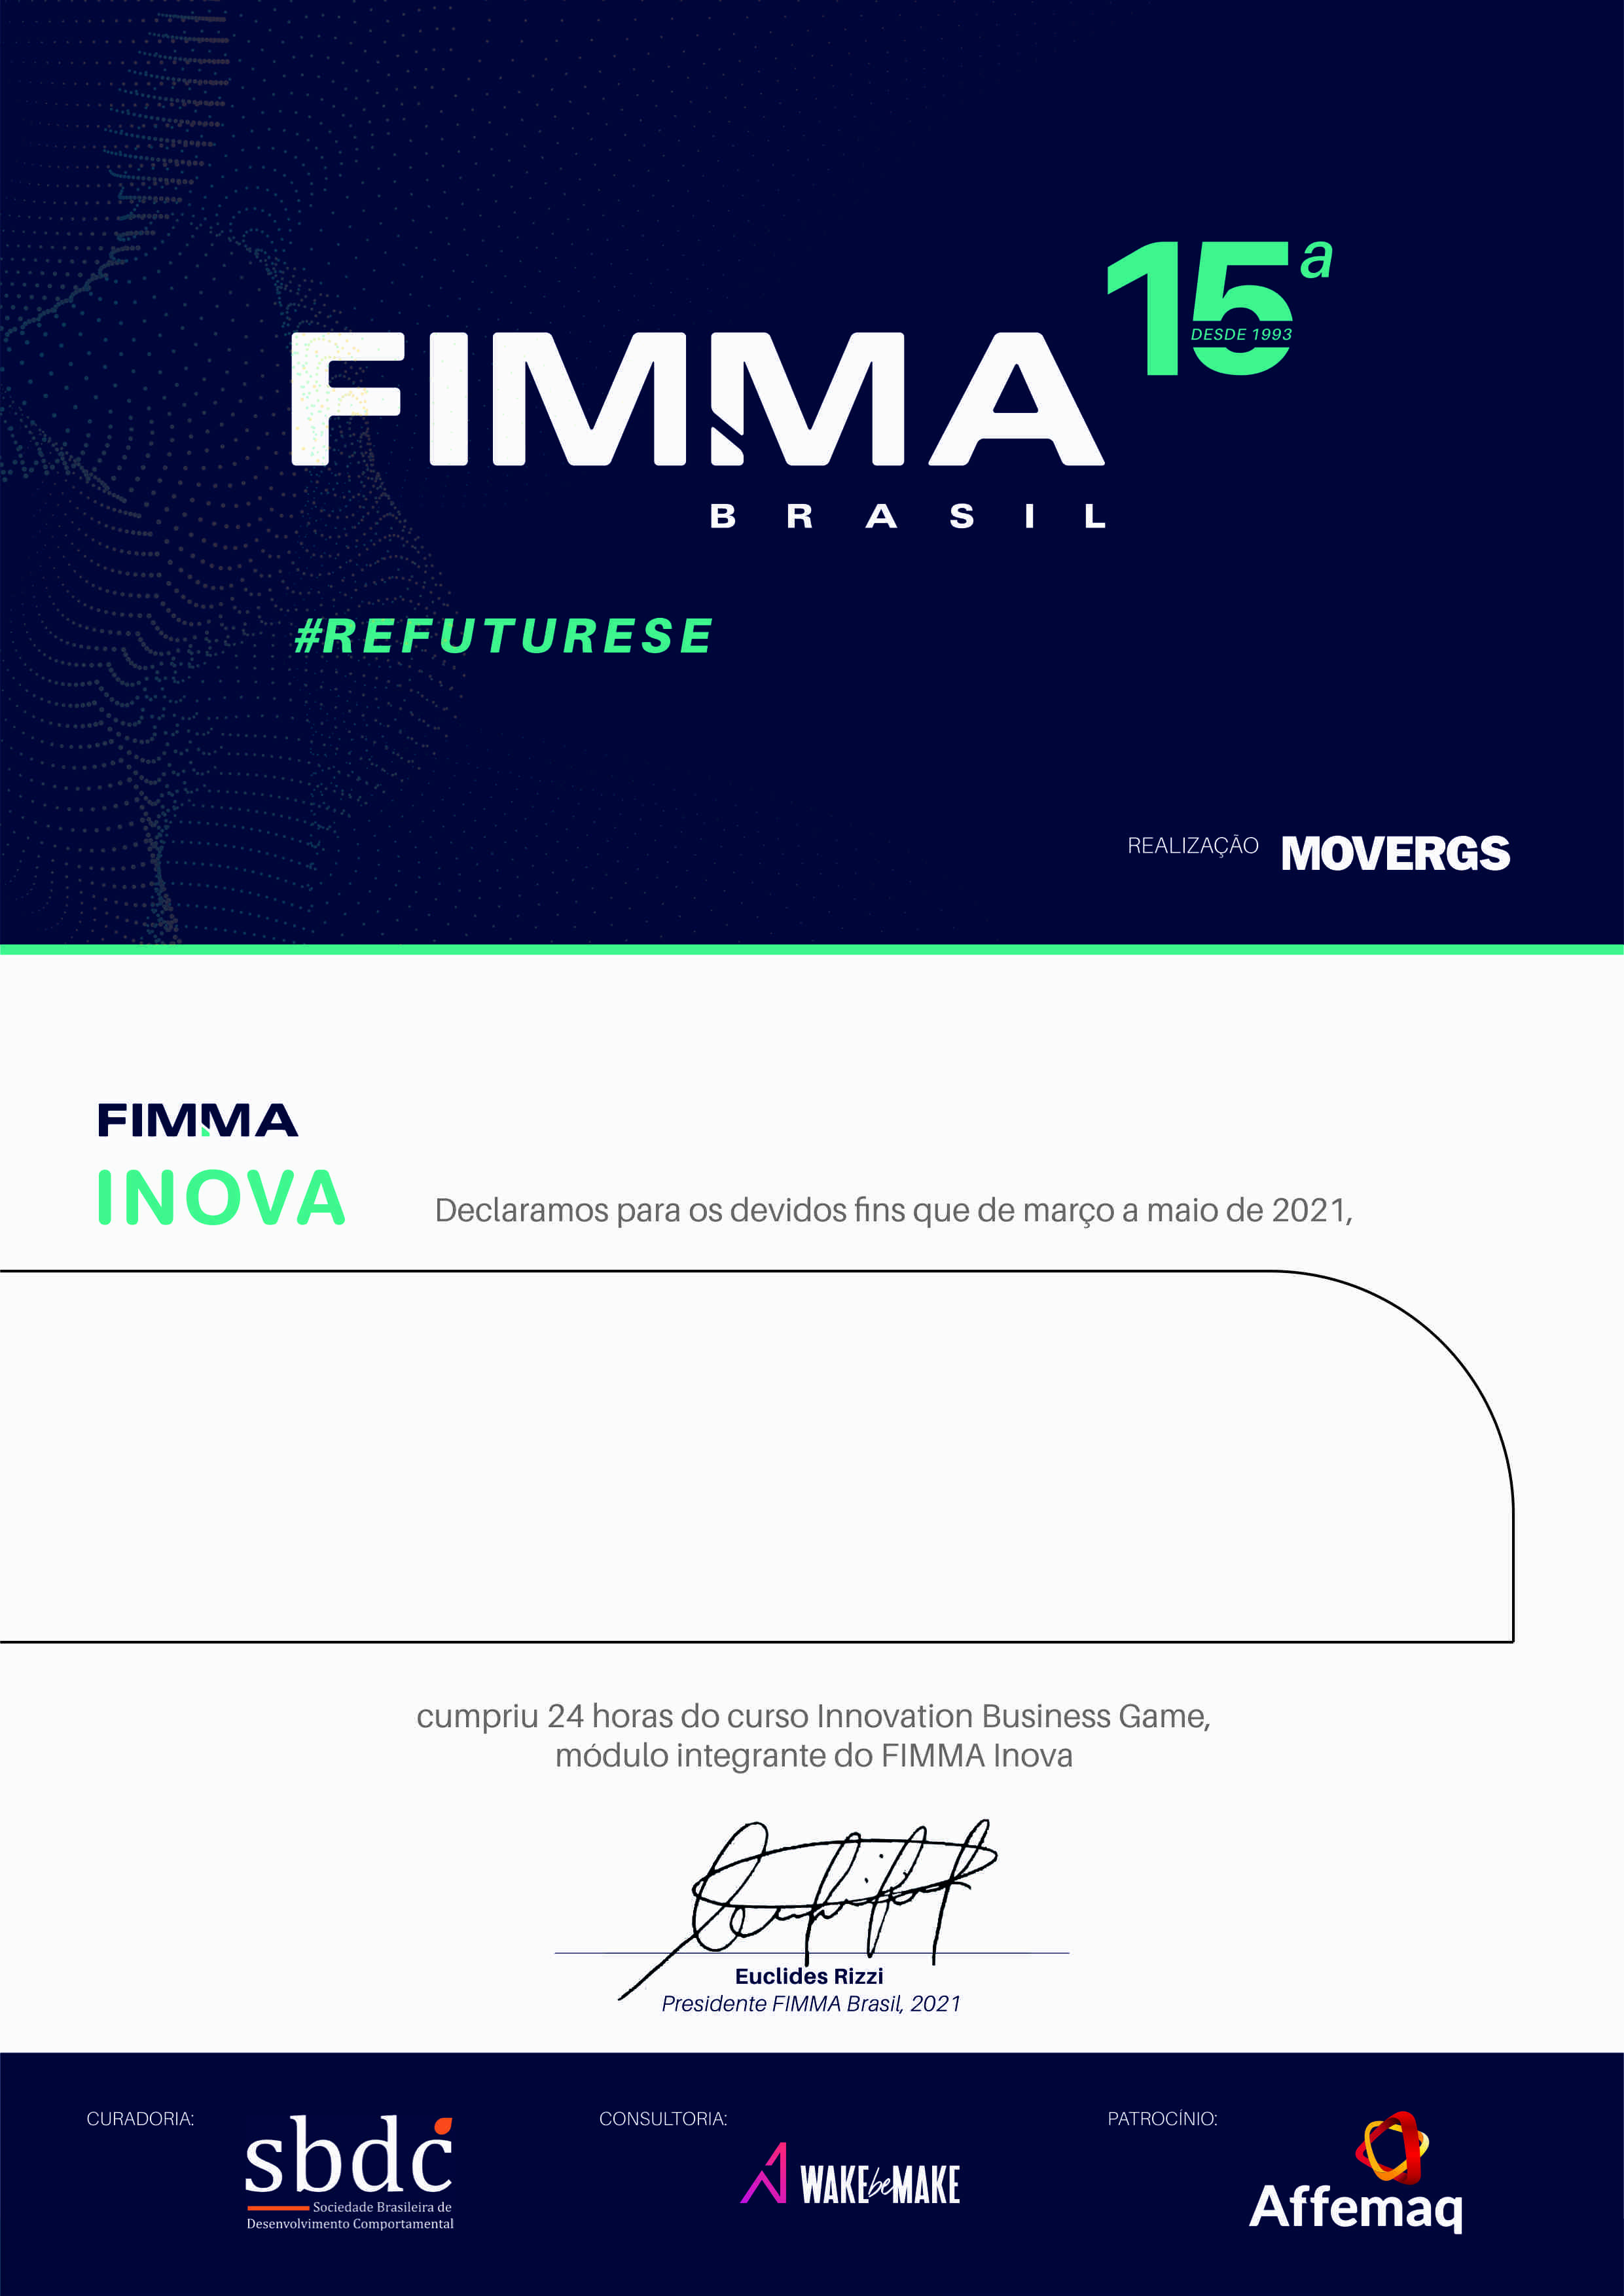 15ª
DESDE 1993
FIMMA
BRASIL
#REFUTURESE
REALIZAÇÃO MOVERGS
FIMMA
INOVA
Declaramos para os devidos fins que de março a maio de 2021,
cumpriu 24 horas do curso Innovation Business Game,
módulo integrante do FIMMA Inova
Euclides Rizzi
Presidente FIMMA Brasil, 2021
CURADORIA:
sbdc
Sociedade Brasileira de
Desenvolvimento Comportamental
CONSULTORIA:
WAKE be MAKE
PATROCÍNIO:
Affemaq